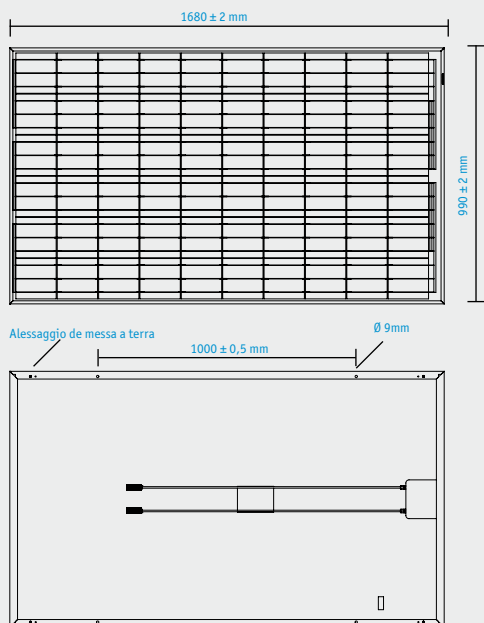 1680 ± 2 mm
990 ± 2 mm
Alessaggio de messa a terra
Ø 9mm
1000 ± 0,5 mm